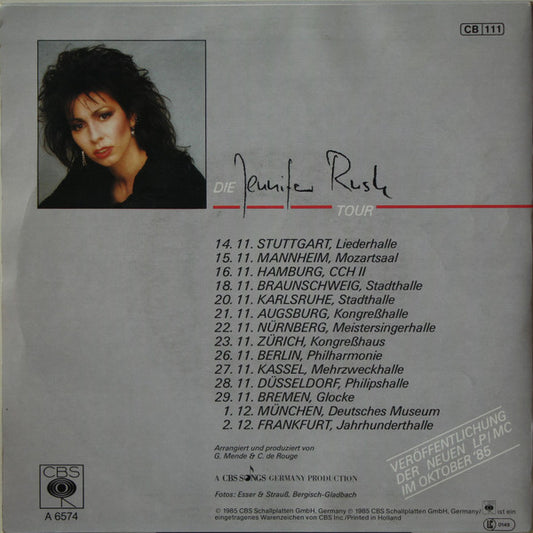 CB 111
DIE Jennifer Rush
TOUR
14. 11. STUTTGART, Liederhalle
15. 11. MANNHEIM, Mozartsaal
16. 11. HAMBURG, CCH II
18. 11. BRAUNSCHWEIG, Stadthalle
20. 11. KARLSRUHE, Stadthalle
21. 11. AUGSBURG, Kongreßhalle
22. 11. NÜRNBERG, Meistersingerhalle
23. 11. ZÜRICH, Kongreßhaus
26. 11. BERLIN, Philharmonie
27. 11. KASSEL, Mehrzweckhalle
28. 11. DÜSSELDORF, Philipshalle
29. 11. BREMEN, Glocke
1. 12. MÜNCHEN, Deutsches Museum
2. 12. FRANKFURT, Jahrhunderthalle
Arrangiert und produziert von
G. Mende & C. de Rouge
VERÖFFENTLICHUNG
DER NEUEN LP/MC
IM OKTOBER '85
A CBS SONGS GERMANY PRODUCTION
Fotos: Esser & Strauß, Bergisch-Gladbach
CBS
A 6574
℗ 1985 CBS Schallplatten GmbH, Germany © 1985 CBS Schallplatten GmbH, Germany/ ist ein
eingetragenes Warenzeichen von CBS Inc./Printed in Holland
LC 0149